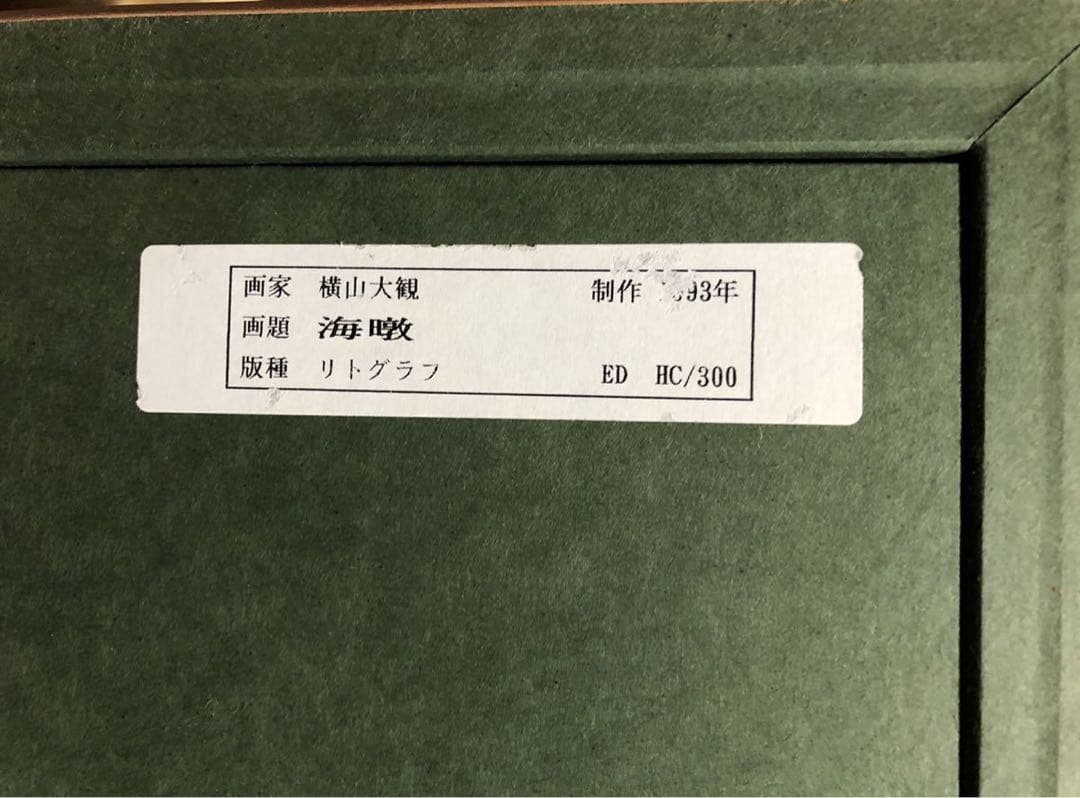 画家 横山大観 制作 993年
画題 海暾
版種 リトグラフ ED HC/300